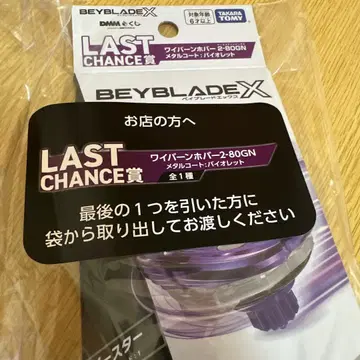 BEYBLADE X
DMMスクラッチ
LAST
CHANCE賞
ワイバーンホバー2-80GN
メタルコート:バイオレット
対象年齢
6才以上
TAKARA
TOMY
BEYBLADE X
ベイブレードエックス
お店の方へ
LAST
CHANCE賞
ワイバーンホバー2-80GN
メタルコート:バイオレット
全1種
最後の1つを引いた方に
袋から取り出してお渡しください
スター